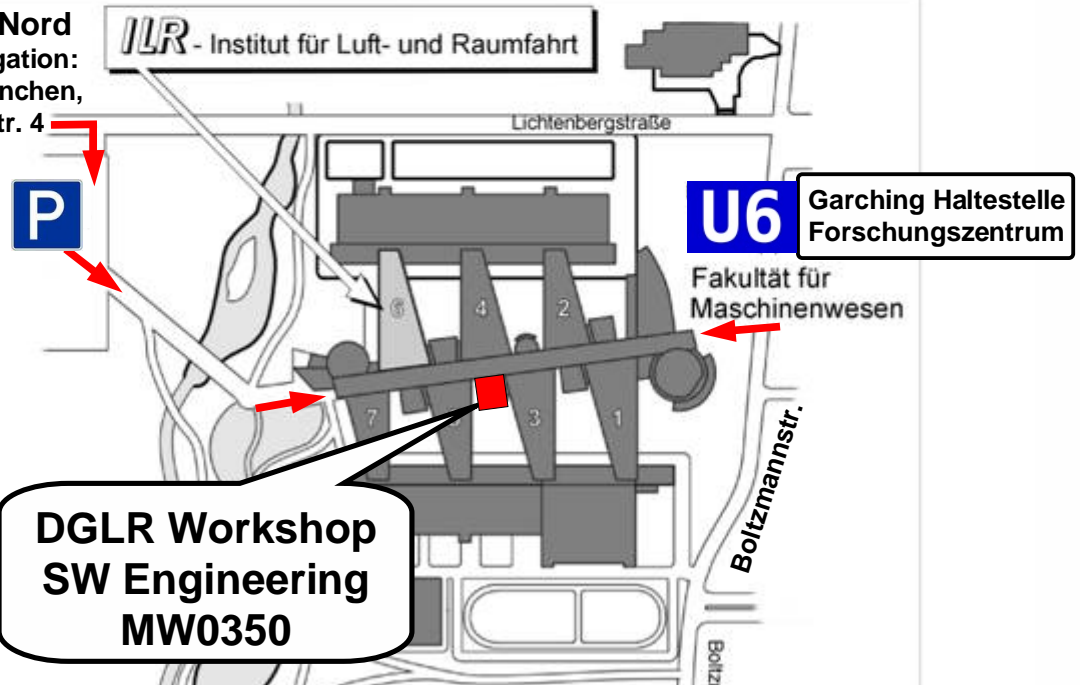 Nord
gation:
nchen,
tr. 4
ILR - Institut für Luft- und Raumfahrt
Lichtenbergstraße
P
U6
Garching Haltestelle
Forschungszentrum
Fakultät für
Maschinenwesen
6
4
2
7
3
1
DGLR Workshop
SW Engineering
MW0350
Boltzmannstr.
Boltz